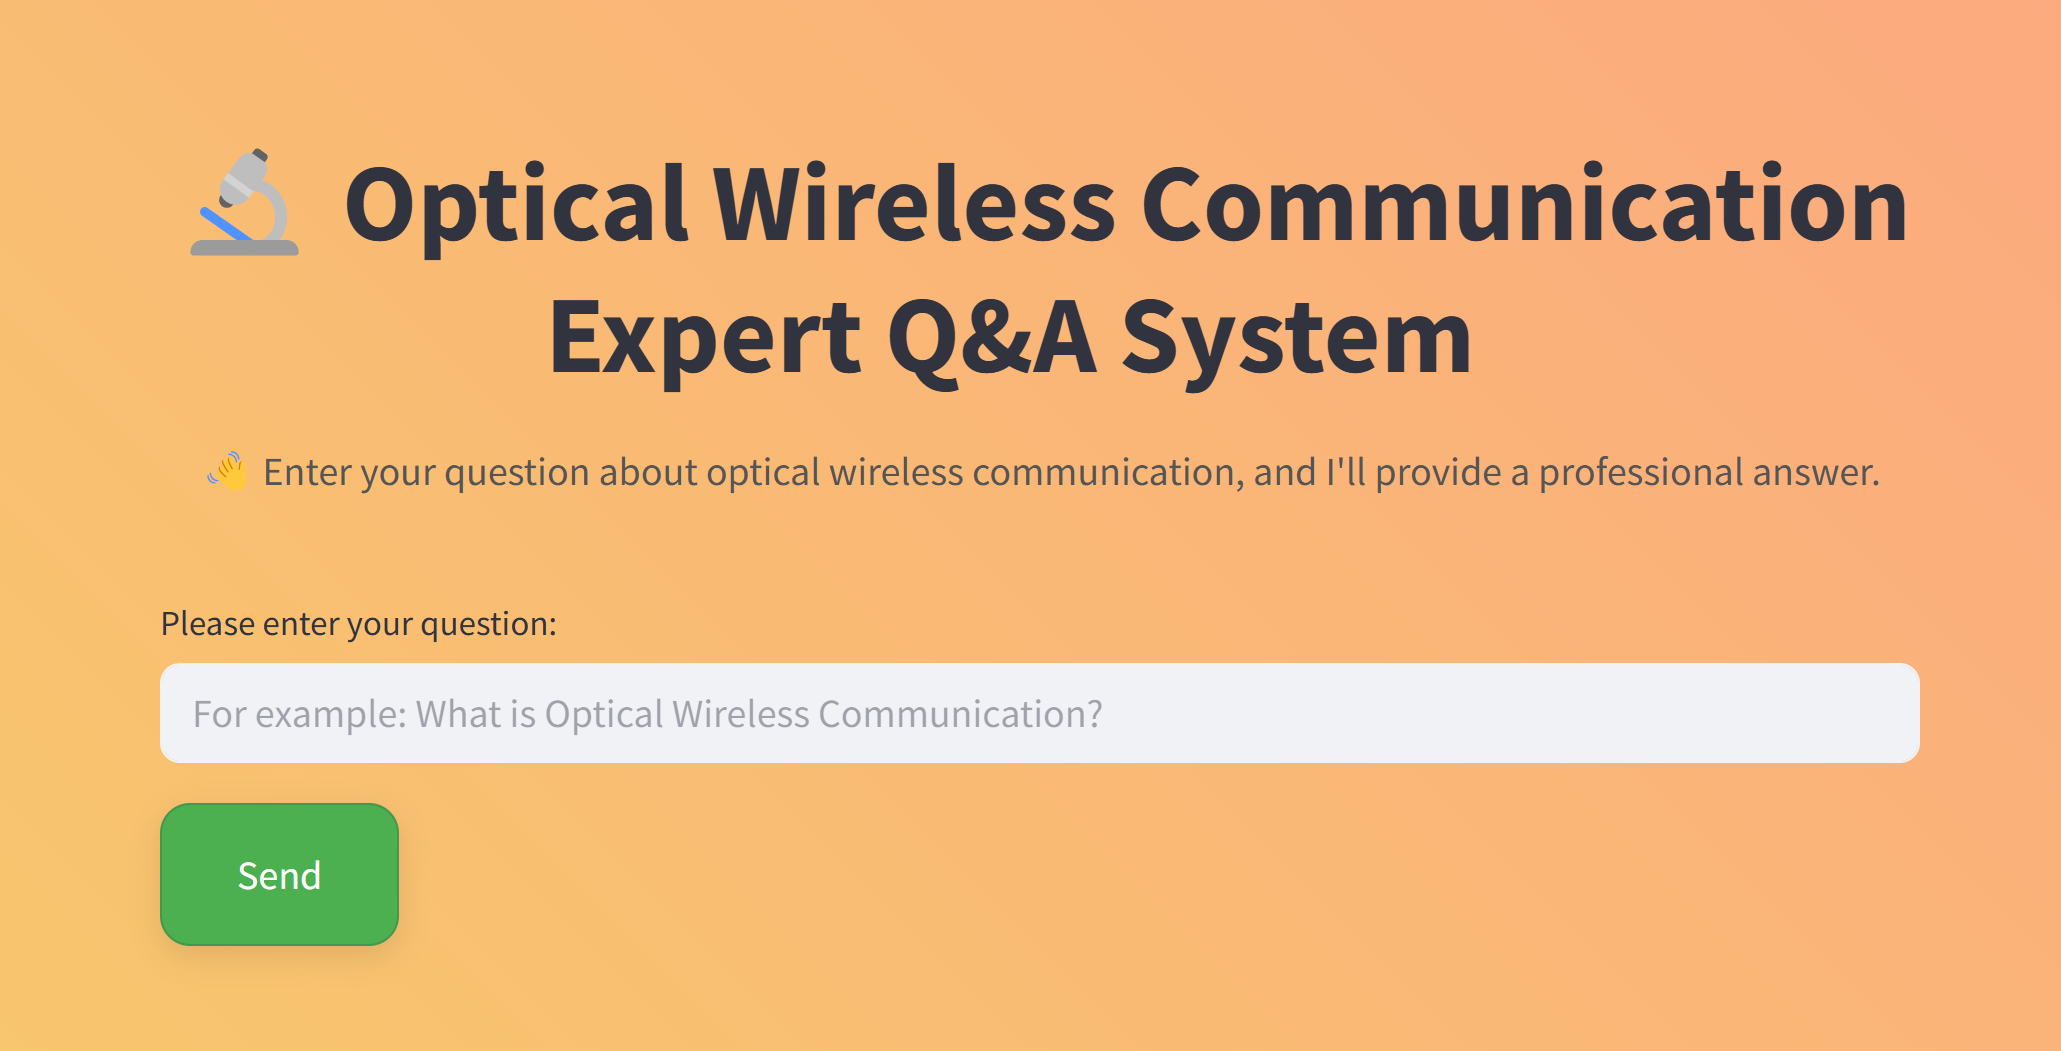 Optical Wireless Communication
Expert Q&A System
Enter your question about optical wireless communication, and I'll provide a professional answer.
Please enter your question:
For example: What is Optical Wireless Communication?
Send